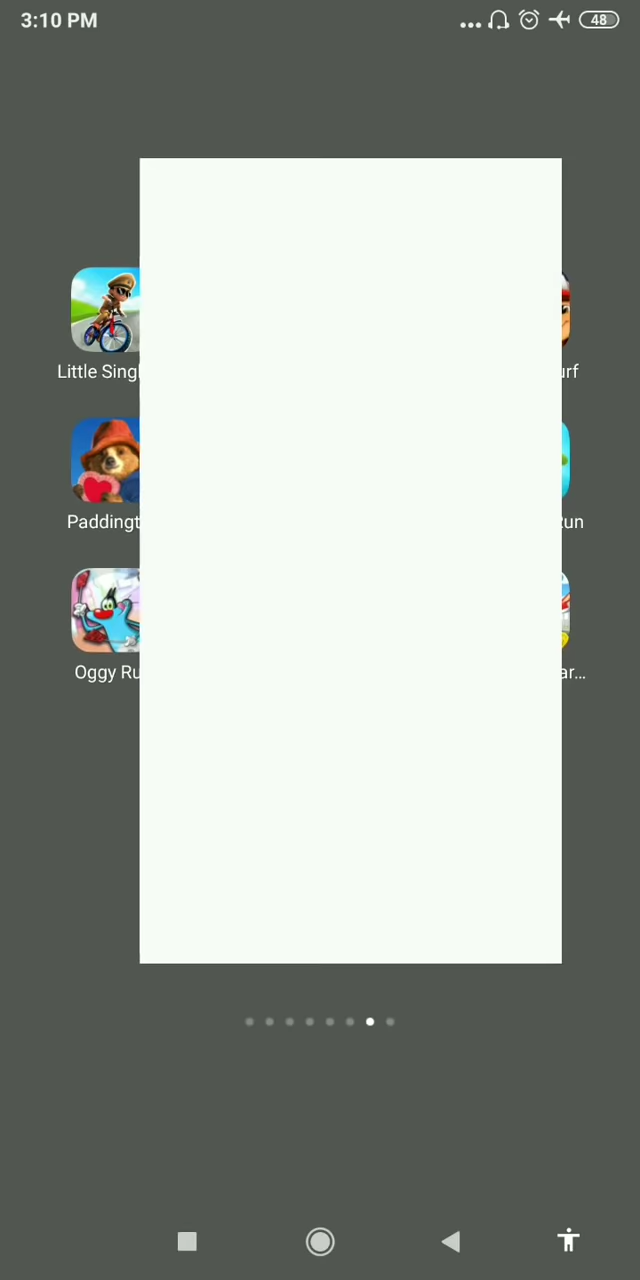 3:10 PM
48
Little Singh
urf
Paddingt
Run
Oggy Ru
ar...